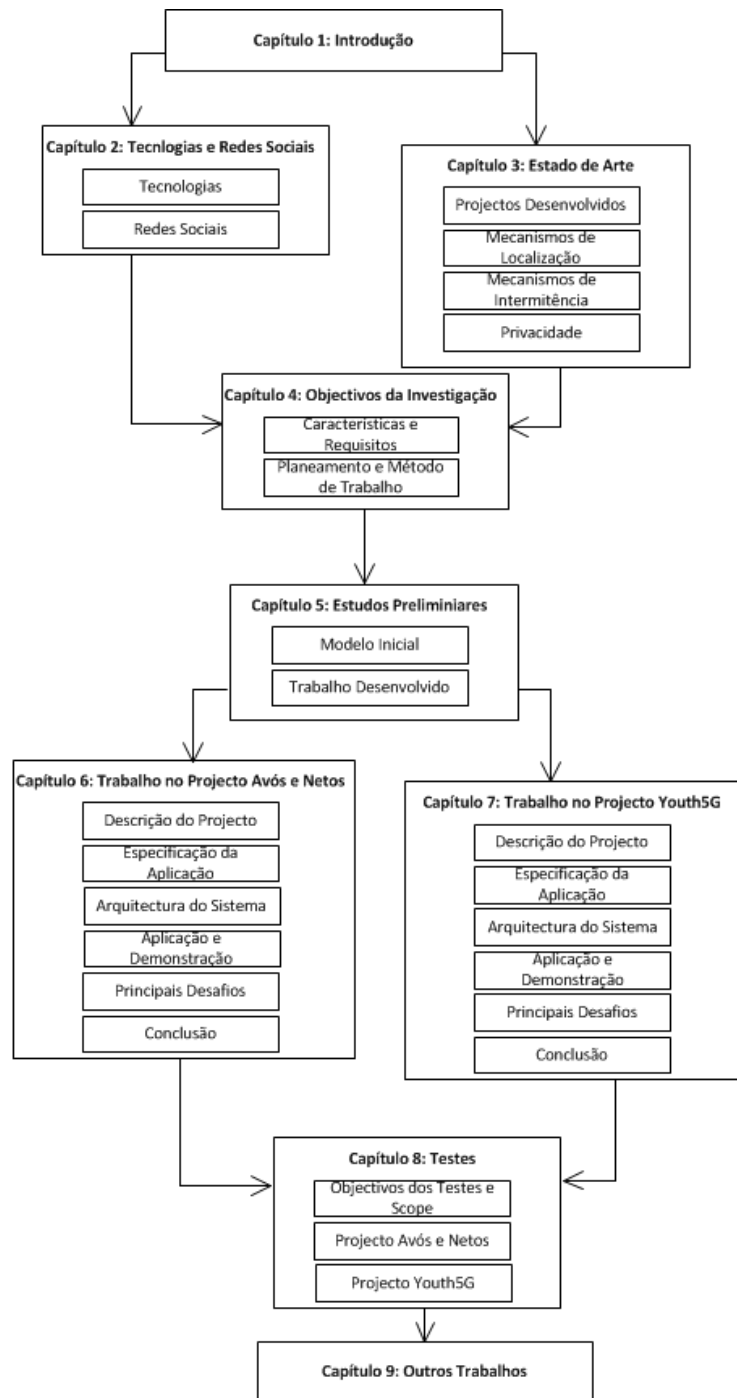 Capítulo 1: Introdução
Capítulo 2: Tecnlogias e Redes Sociais
Tecnologias
Redes Sociais
Capítulo 3: Estado de Arte
Projectos Desenvolvidos
Mecanismos de
Localização
Mecanismos de
Intermitência
Privacidade
Capítulo 4: Objectivos da Investigação
Características e
Requisitos
Planeamento e Método
de Trabalho
Capítulo 5: Estudos Preliminiares
Modelo Inicial
Trabalho Desenvolvido
Capítulo 6: Trabalho no Projecto Avós e Netos
Descrição do Projecto
Especificação da
Aplicação
Arquitectura do Sistema
Aplicação e
Demonstração
Principais Desafios
Conclusão
Capítulo 7: Trabalho no Projecto Youth5G
Descrição do Projecto
Especificação da
Aplicação
Arquitectura do Sistema
Aplicação e
Demonstração
Principais Desafios
Conclusão
Capítulo 8: Testes
Objectivos dos Testes e
Scope
Projecto Avós e Netos
Projecto Youth5G
Capítulo 9: Outros Trabalhos